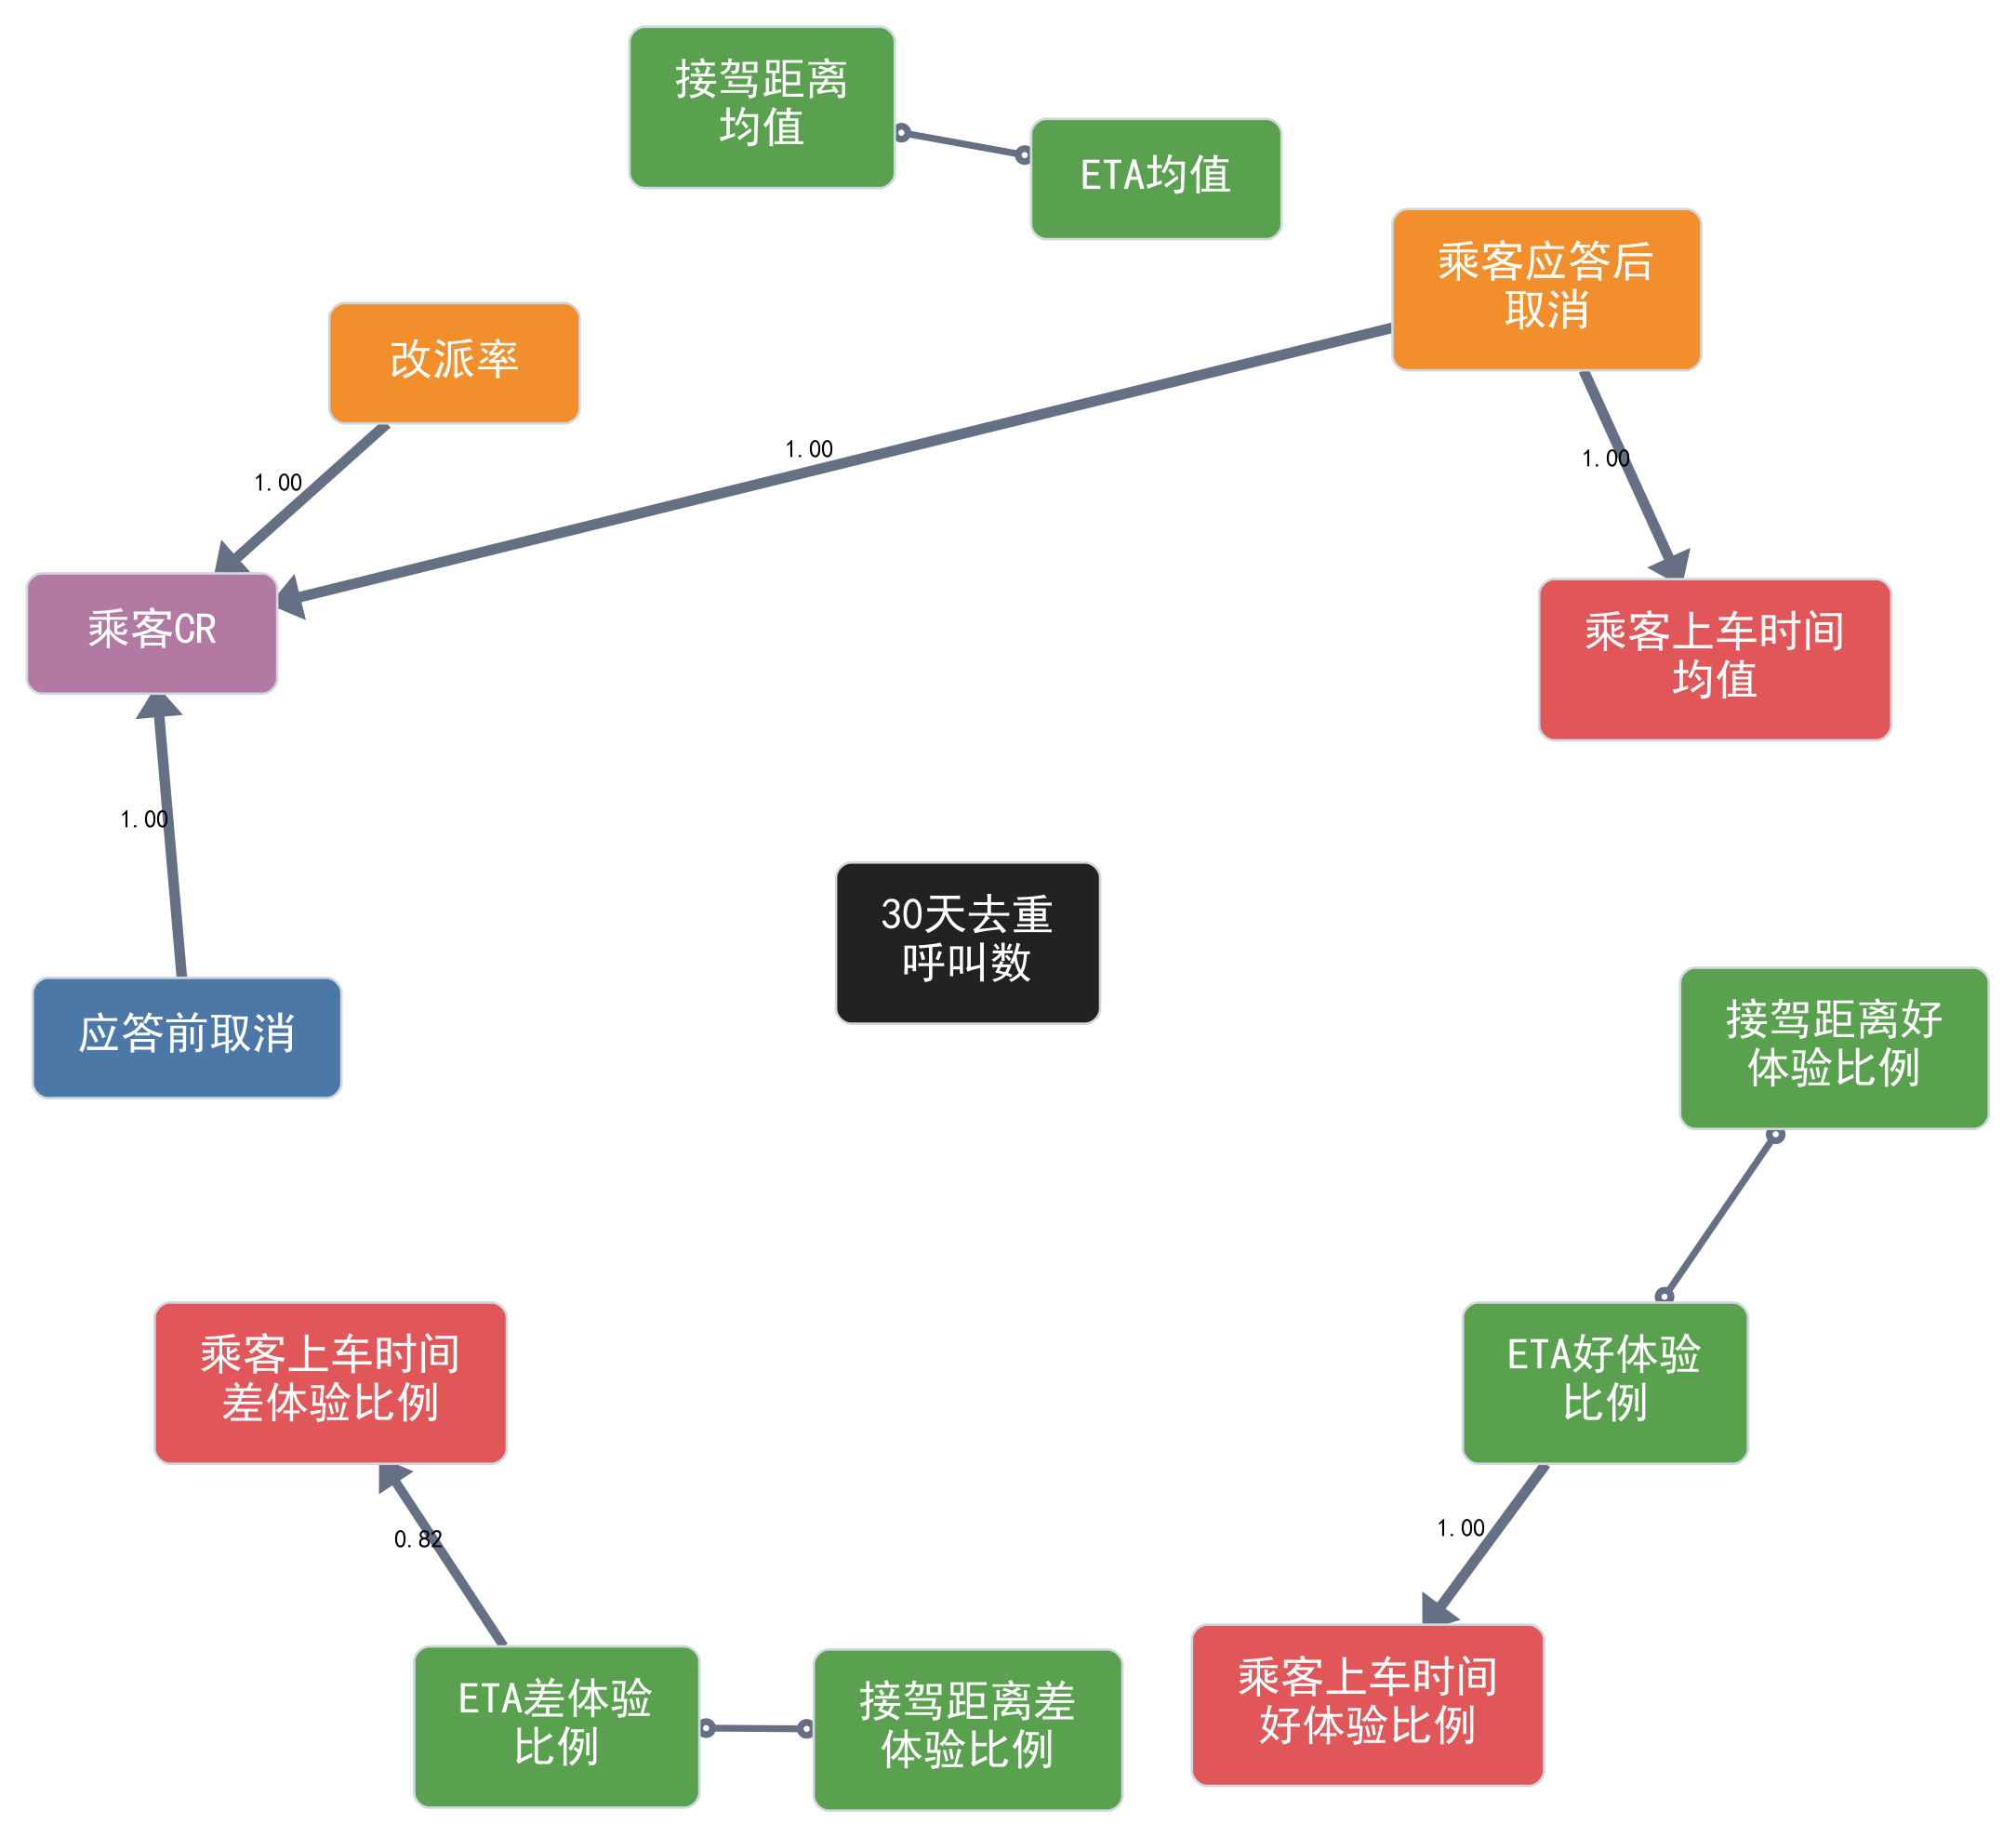 接驾距离
均值
ETA均值
乘客应答后
取消
改派率
1.00
1.00
1.00
乘客CR
乘客上车时间
均值
1.00
30天去重
呼叫数
应答前取消
接驾距离好
体验比例
乘客上车时间
差体验比例
ETA好体验
比例
0.82
1.00
ETA差体验
比例
接驾距离差
体验比例
乘客上车时间
好体验比例